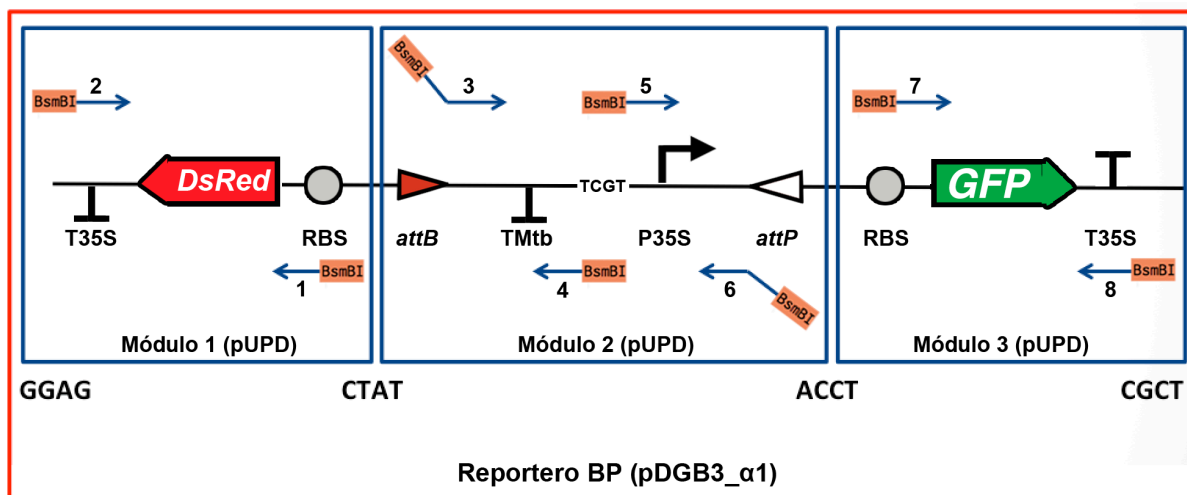 2
3
5
7
BsmBI
BsmBI
BsmBI
BsmBI
DsRed
TCGT
GFP
T35S
RBS
attB
TMtb
P35S
attP
RBS
T35S
BsmBI
BsmBI
BsmBI
BsmBI
1
4
6
8
Módulo 1 (pUPD)
Módulo 2 (pUPD)
Módulo 3 (pUPD)
GGAG
CTAT
ACCT
CGCT
Reportero BP (pDGB3_α1)